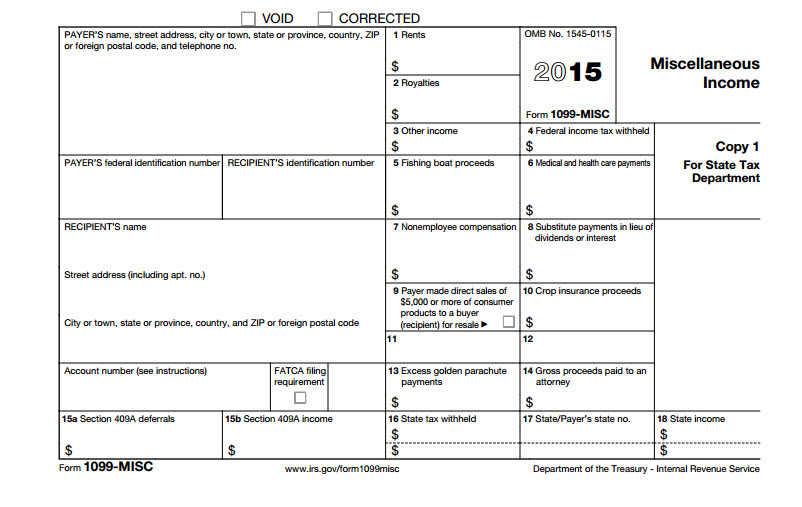 VOID CORRECTED
PAYER'S name, street address, city or town, state or province, country, ZIP
or foreign postal code, and telephone no.
1 Rents
$
2 Royalties
$
OMB No. 1545-0115
2015
Form 1099-MISC
Miscellaneous
Income
3 Other income
$
4 Federal income tax withheld
$
Copy 1
For State Tax
Department
PAYER'S federal identification number
RECIPIENT'S identification number
5 Fishing boat proceeds
$
6 Medical and health care payments
$
RECIPIENT'S name
Street address (including apt. no.)
City or town, state or province, country, and ZIP or foreign postal code
7 Nonemployee compensation
$
8 Substitute payments in lieu of
dividends or interest
$
9 Payer made direct sales of
$5,000 or more of consumer
products to a buyer
(recipient) for resale ►
10 Crop insurance proceeds
$
11
12
Account number (see instructions)
FATCA filing
requirement
13 Excess golden parachute
payments
$
14 Gross proceeds paid to an
attorney
$
15a Section 409A deferrals
$
15b Section 409A income
$
16 State tax withheld
$
$
17 State/Payer's state no.
18 State income
$
$
Form 1099-MISC
www.irs.gov/form1099misc
Department of the Treasury - Internal Revenue Service